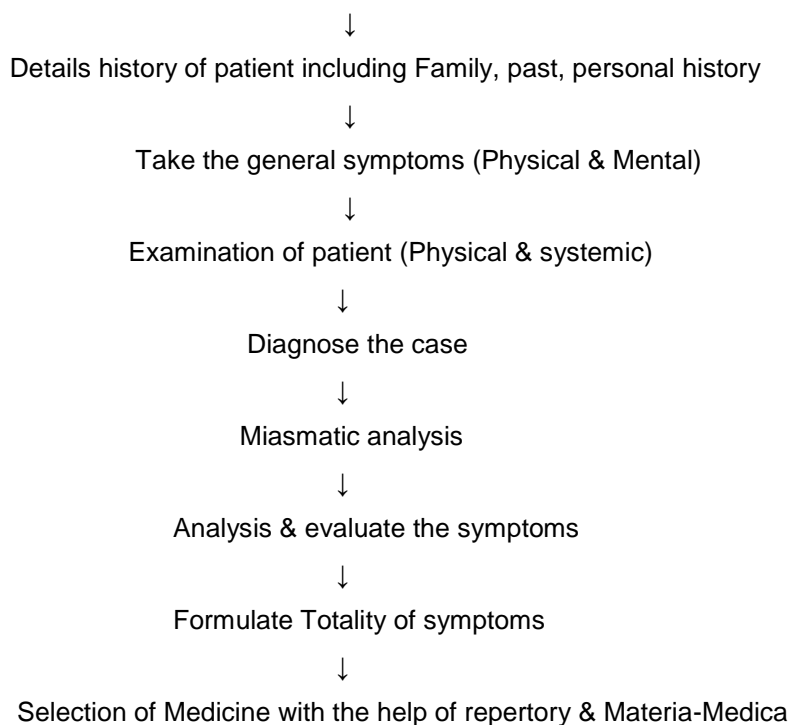 ↓
Details history of patient including Family, past, personal history
↓
Take the general symptoms (Physical & Mental)
↓
Examination of patient (Physical & systemic)
↓
Diagnose the case
↓
Miasmatic analysis
↓
Analysis & evaluate the symptoms
↓
Formulate Totality of symptoms
↓
Selection of Medicine with the help of repertory & Materia-Medica